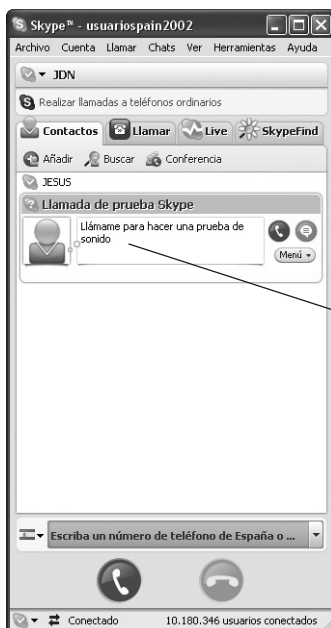 Skype™ - usuariospain2002
Archivo Cuenta Llamar Chats Ver Herramientas Ayuda
JDN
Realizar llamadas a teléfonos ordinarios
Contactos Llamar Live SkypeFind
Añadir Buscar Conferencia
JESUS
Llamada de prueba Skype
Llámame para hacer una prueba de
sonido
Menú
Escriba un número de teléfono de España o ...
Conectado 10.180.346 usuarios conectados